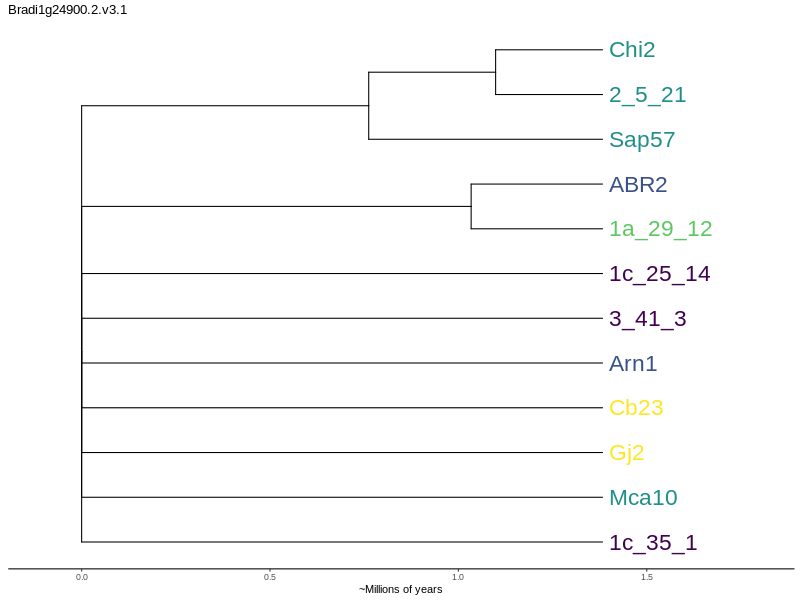 Bradi1g24900.2.v3.1
Chi2
2_5_21
Sap57
ABR2
1a_29_12
1c_25_14
3_41_3
Arn1
Cb23
Gj2
Mca10
1c_35_1
0.0 0.5 1.0 1.5
~Millions of years